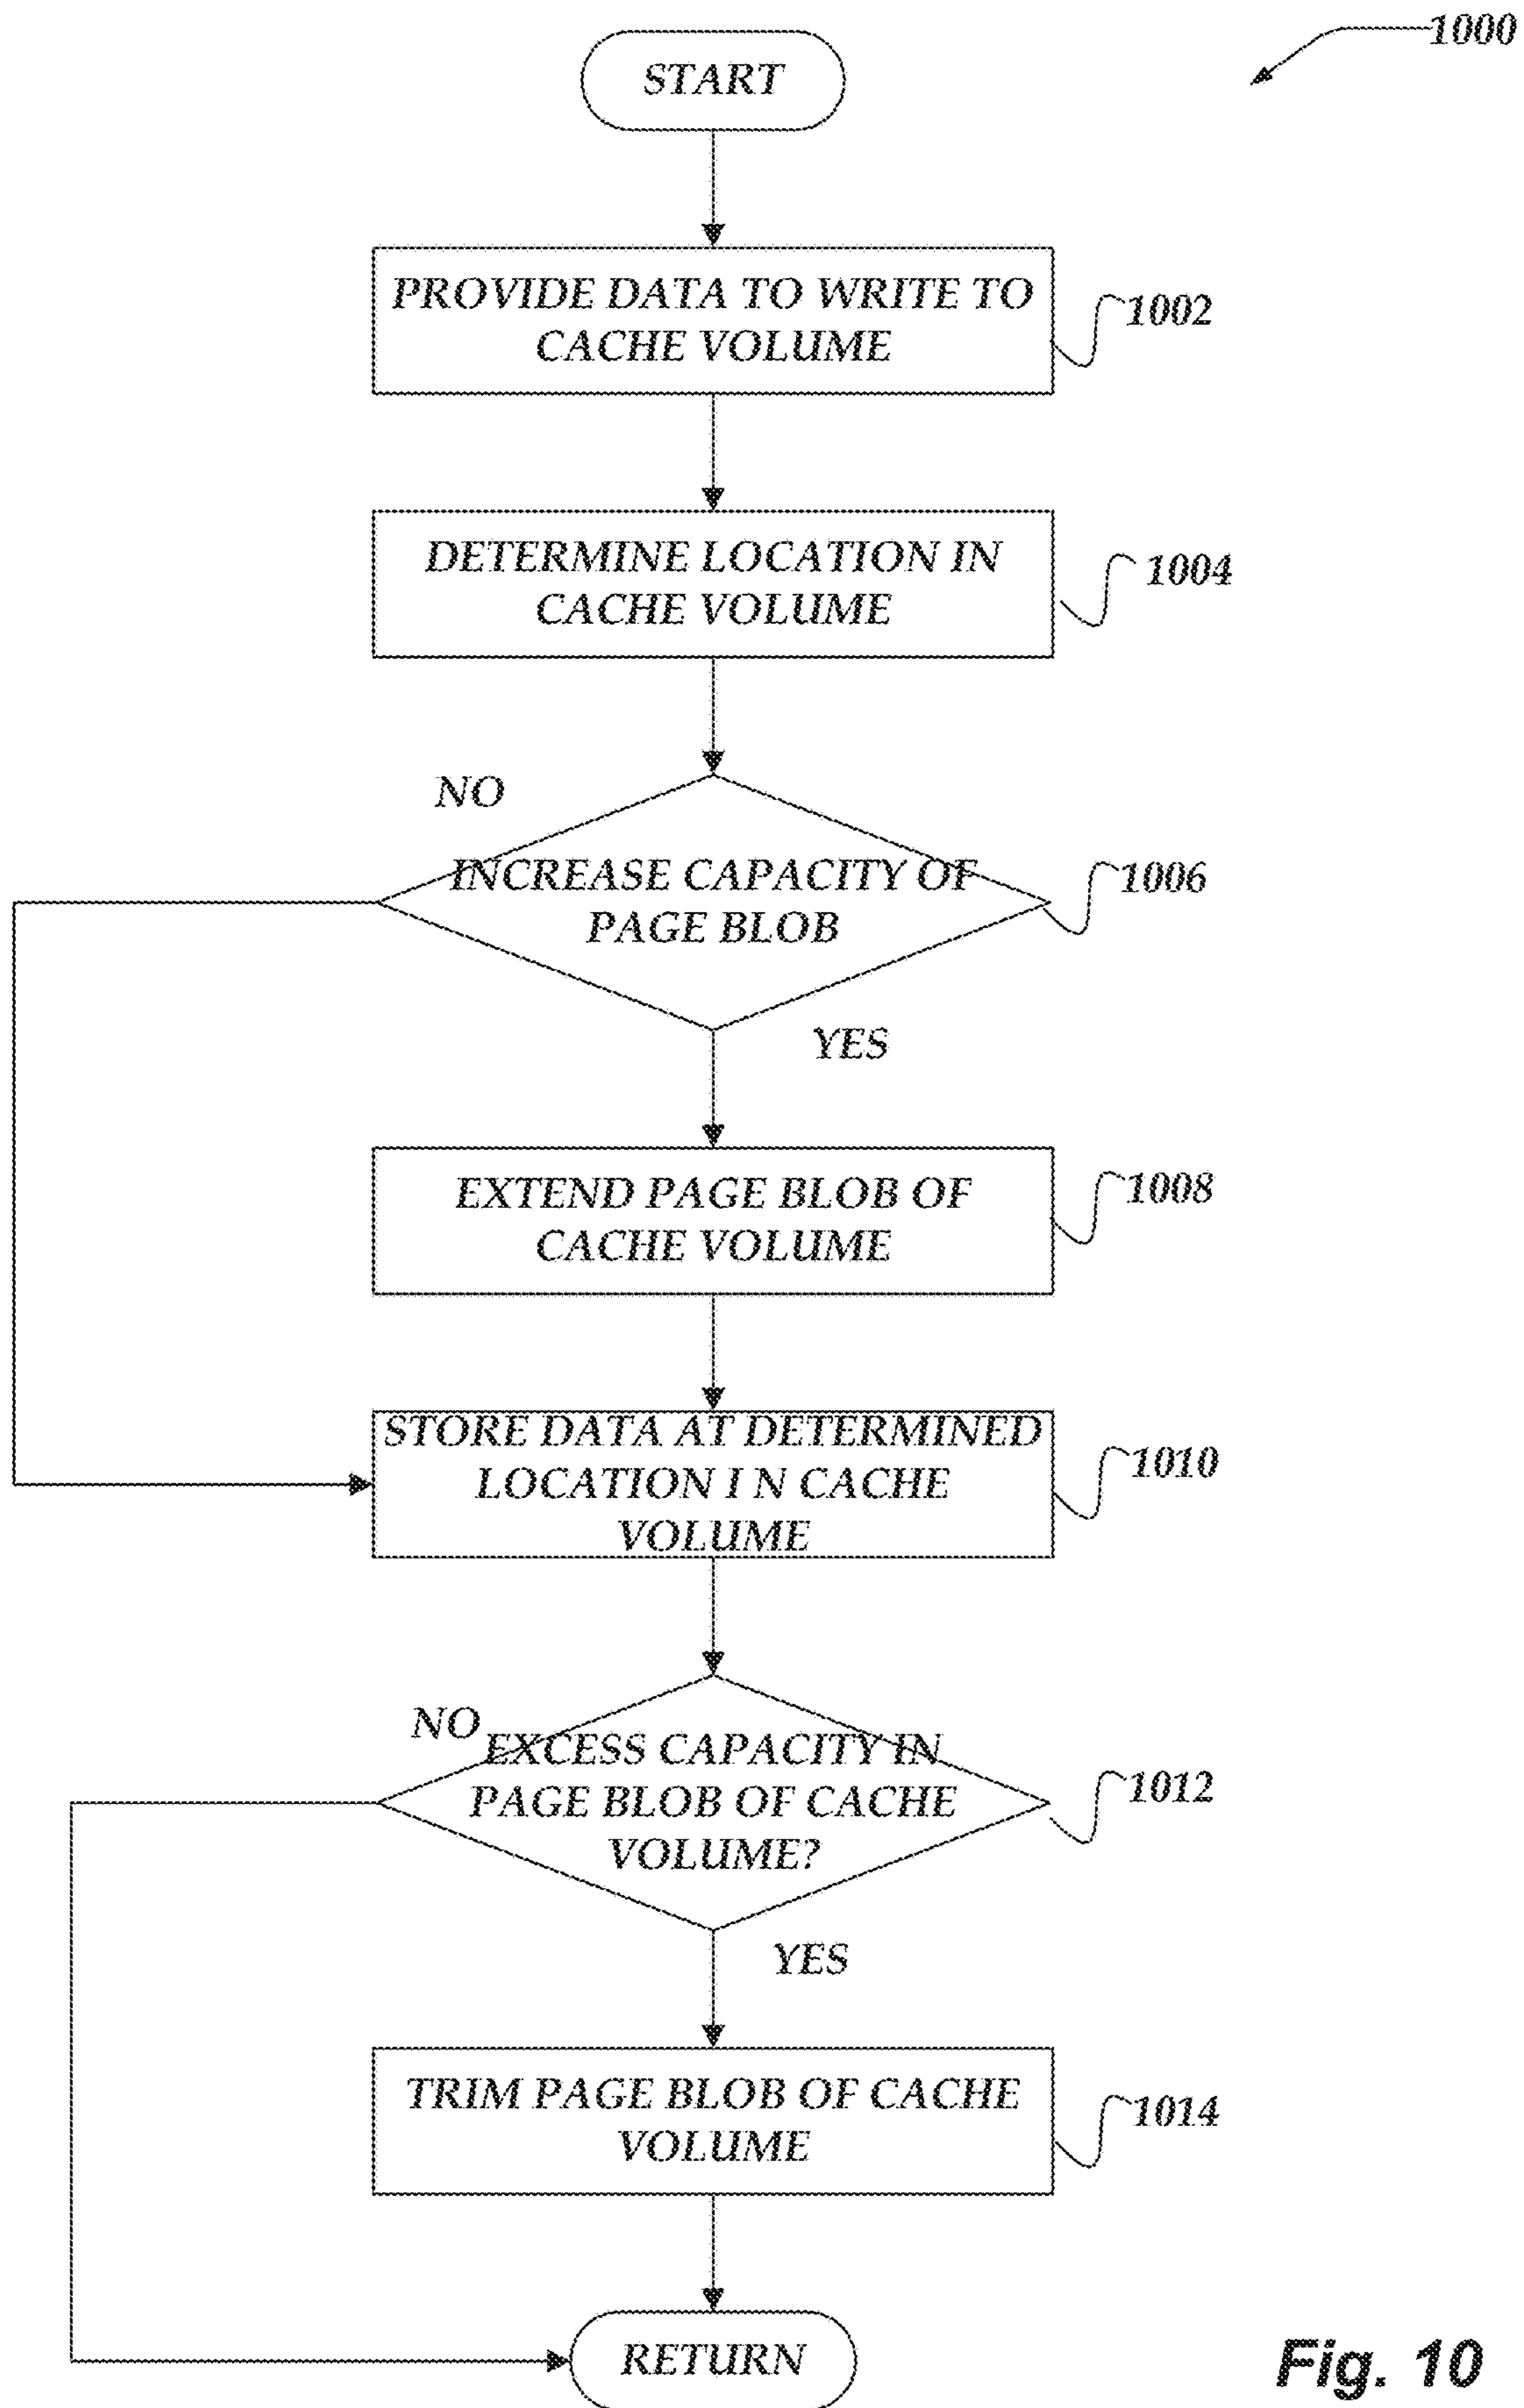 1000
START
PROVIDE DATA TO WRITE TO
CACHE VOLUME
1002
DETERMINE LOCATION IN
CACHE VOLUME
1004
NO
INCREASE CAPACITY OF
PAGE BLOB
1006
YES
EXTEND PAGE BLOB OF
CACHE VOLUME
1008
STORE DATA AT DETERMINED
LOCATION I N CACHE
VOLUME
1010
NO
EXCESS CAPACITY IN
PAGE BLOB OF CACHE
VOLUME?
1012
YES
TRIM PAGE BLOB OF CACHE
VOLUME
1014
RETURN
Fig. 10